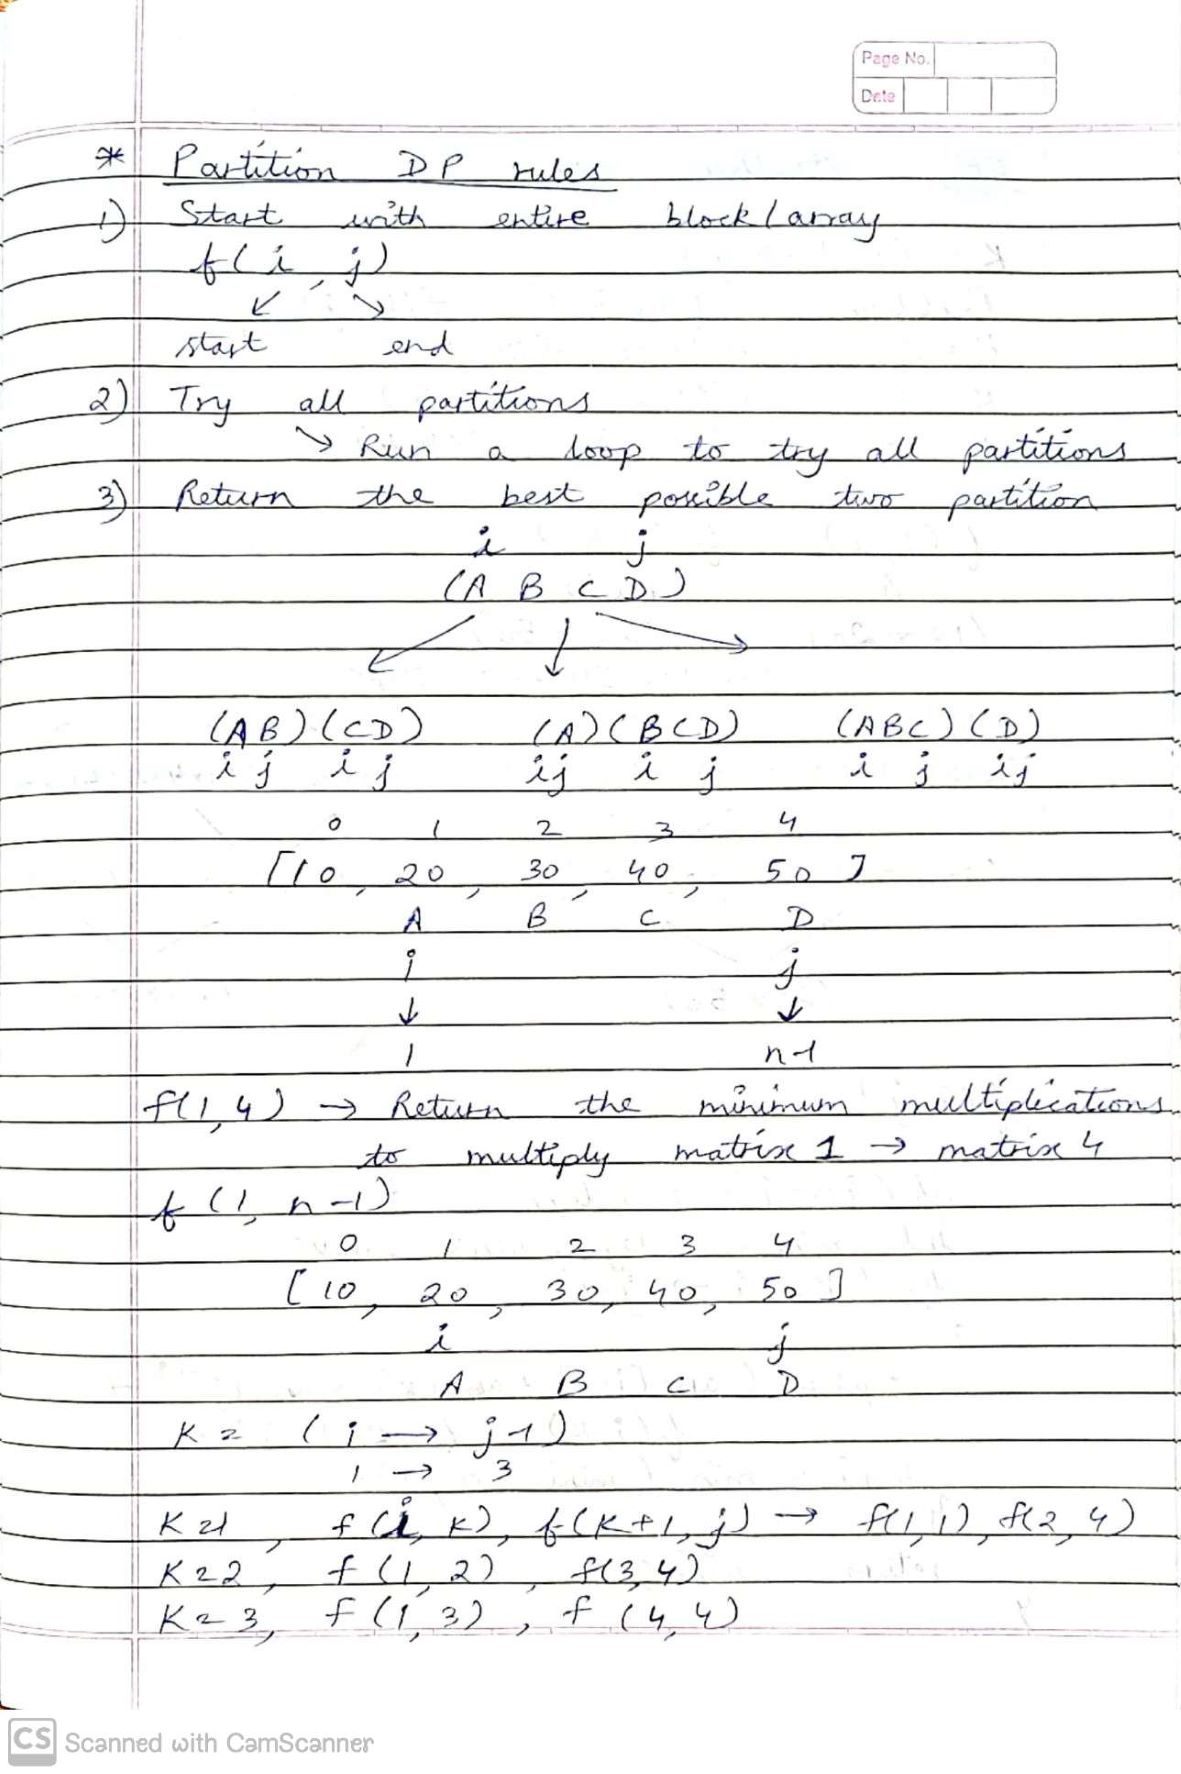 Page No.
Date
* Partition DP rules
1) Start with entire block/array
f(i, j)
↙ ↘
start end
2) Try all partitions
↘ Run a loop to try all partitions
3) Return the best possible two partition
i j
(A B C D)
↙ ↓ →
(AB)(CD) (A)(BCD) (ABC)(D)
i j i j ij i j i j ij
0 1 2 3 4
[10, 20, 30, 40, 50]
A B C D
i j
↓ ↓
1 n-1
f(1,4) → Return the minimum multiplications
to multiply matrix 1 → matrix 4
f(1, n-1)
0 1 2 3 4
[10, 20, 30, 40, 50]
i j
A B C D
K = (i → j-1)
1 → 3
K=1, f(i, K), f(K+1, j) → f(1,1), f(2,4)
K=2, f(1,2), f(3,4)
K=3, f(1,3), f(4,4)
CS Scanned with CamScanner